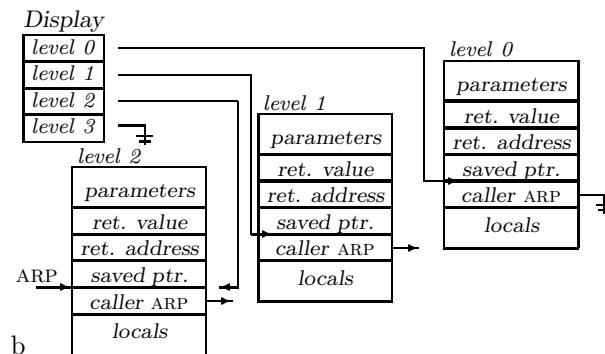 Display
level 0
level 1
level 2
level 3
level 0
parameters
ret. value
ret. address
saved ptr.
caller ARP
locals
level 1
parameters
ret. value
ret. address
saved ptr.
caller ARP
locals
level 2
parameters
ret. value
ret. address
saved ptr.
caller ARP
locals
ARP
b